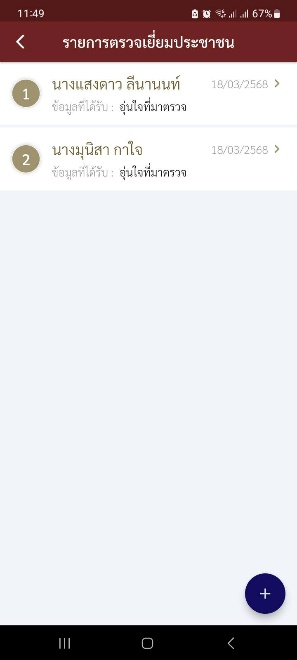 11:49
67%
รายการตรวจเยี่ยมประชาชน
1
นางแสงดาว ลีนานนท์
18/03/2568
ข้อมูลที่ได้รับ : อุ่นใจที่มาตรวจ
2
นางมุนิสา กาใจ
18/03/2568
ข้อมูลที่ได้รับ : อุ่นใจที่มาตรวจ
+